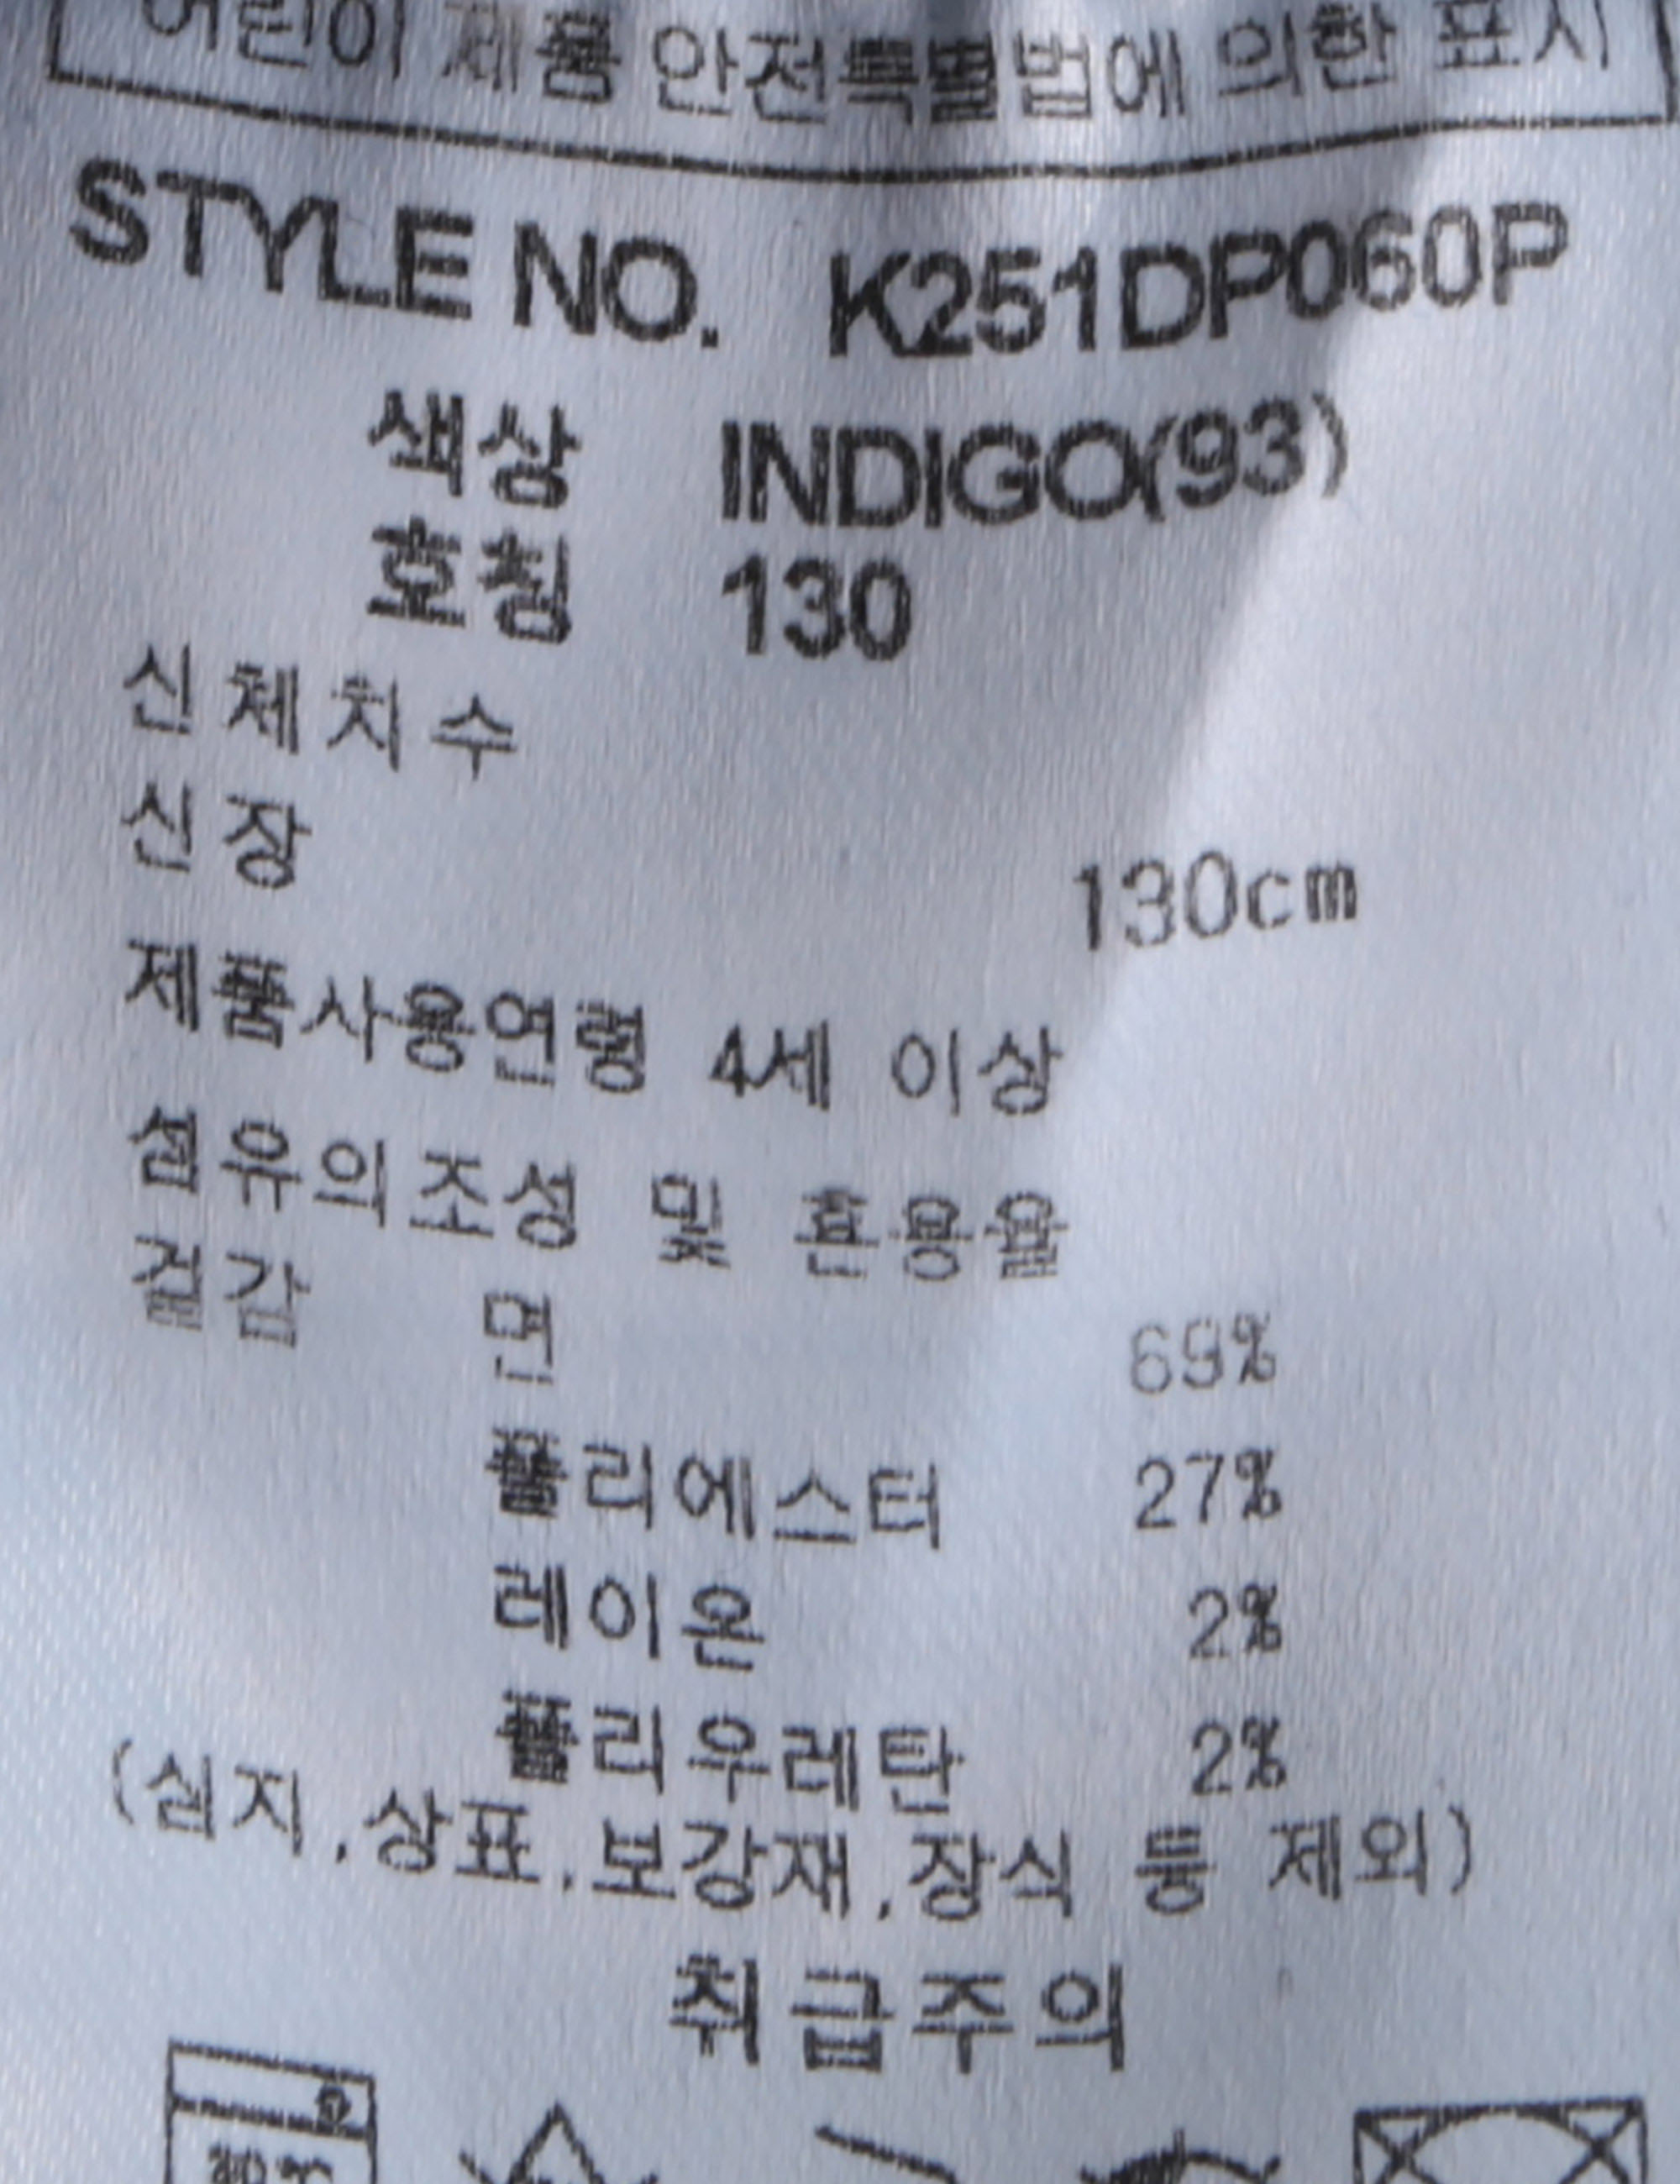 어린이 제품 안전특별법에 의한 표시
STYLE NO. K251DP060P
색상 INDIGO(93)
호칭 130
신체치수
신장 130cm
제품사용연령 4세 이상
섬유의조성 및 혼용율
겉감 면 69%
폴리에스터 27%
레이온 2%
폴리우레탄 2%
(심지,상표,보강재,장식 등 제외)
취급주의